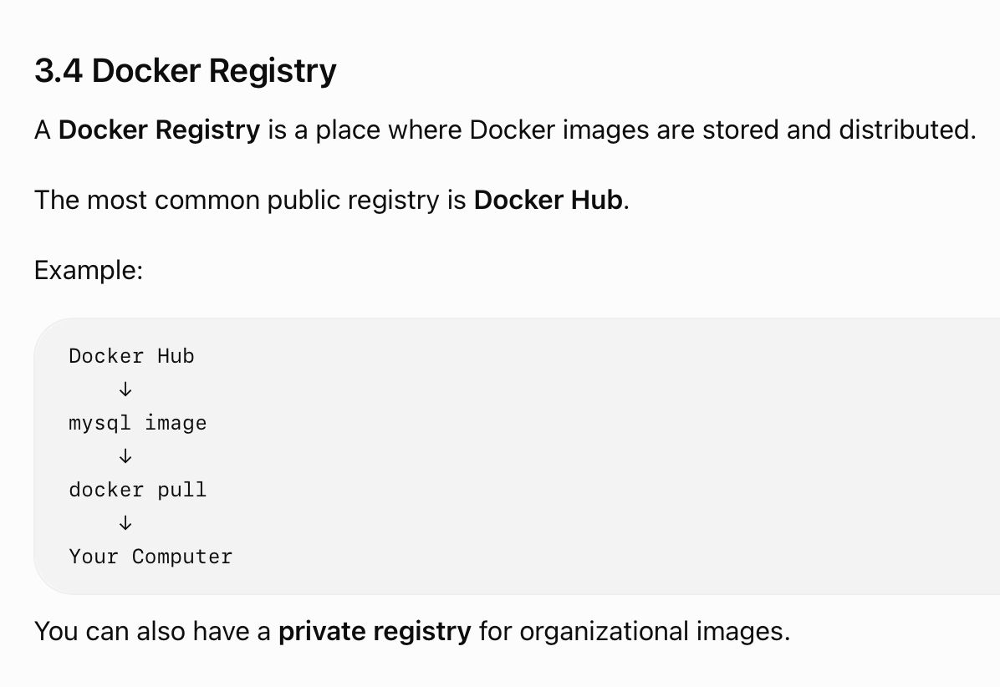 3.4 Docker Registry
A Docker Registry is a place where Docker images are stored and distributed.
The most common public registry is Docker Hub.
Example:
Docker Hub
↓
mysql image
↓
docker pull
↓
Your Computer
You can also have a private registry for organizational images.